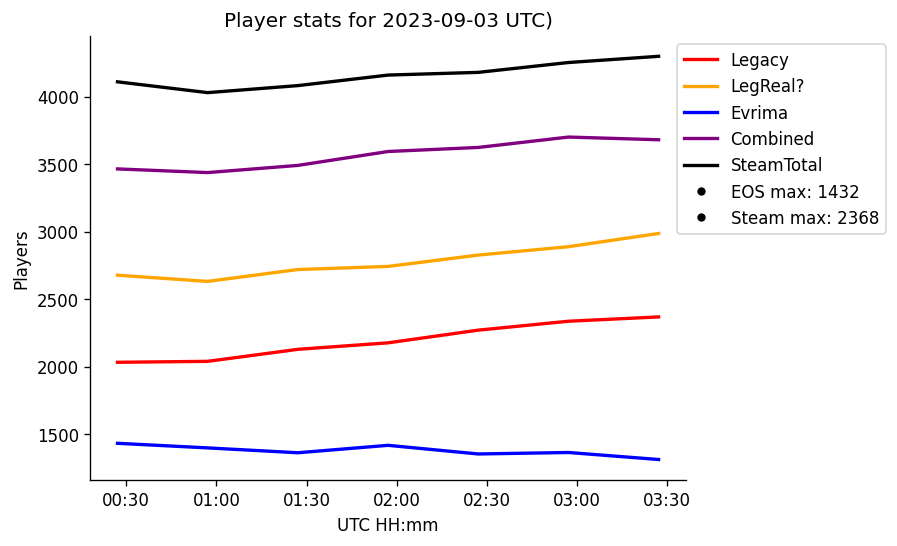 Player stats for 2023-09-03 UTC)
Legacy
LegReal?
Evrima
Combined
SteamTotal
EOS max: 1432
Steam max: 2368
Players
4000
3500
3000
2500
2000
1500
00:30 01:00 01:30 02:00 02:30 03:00 03:30
UTC HH:mm